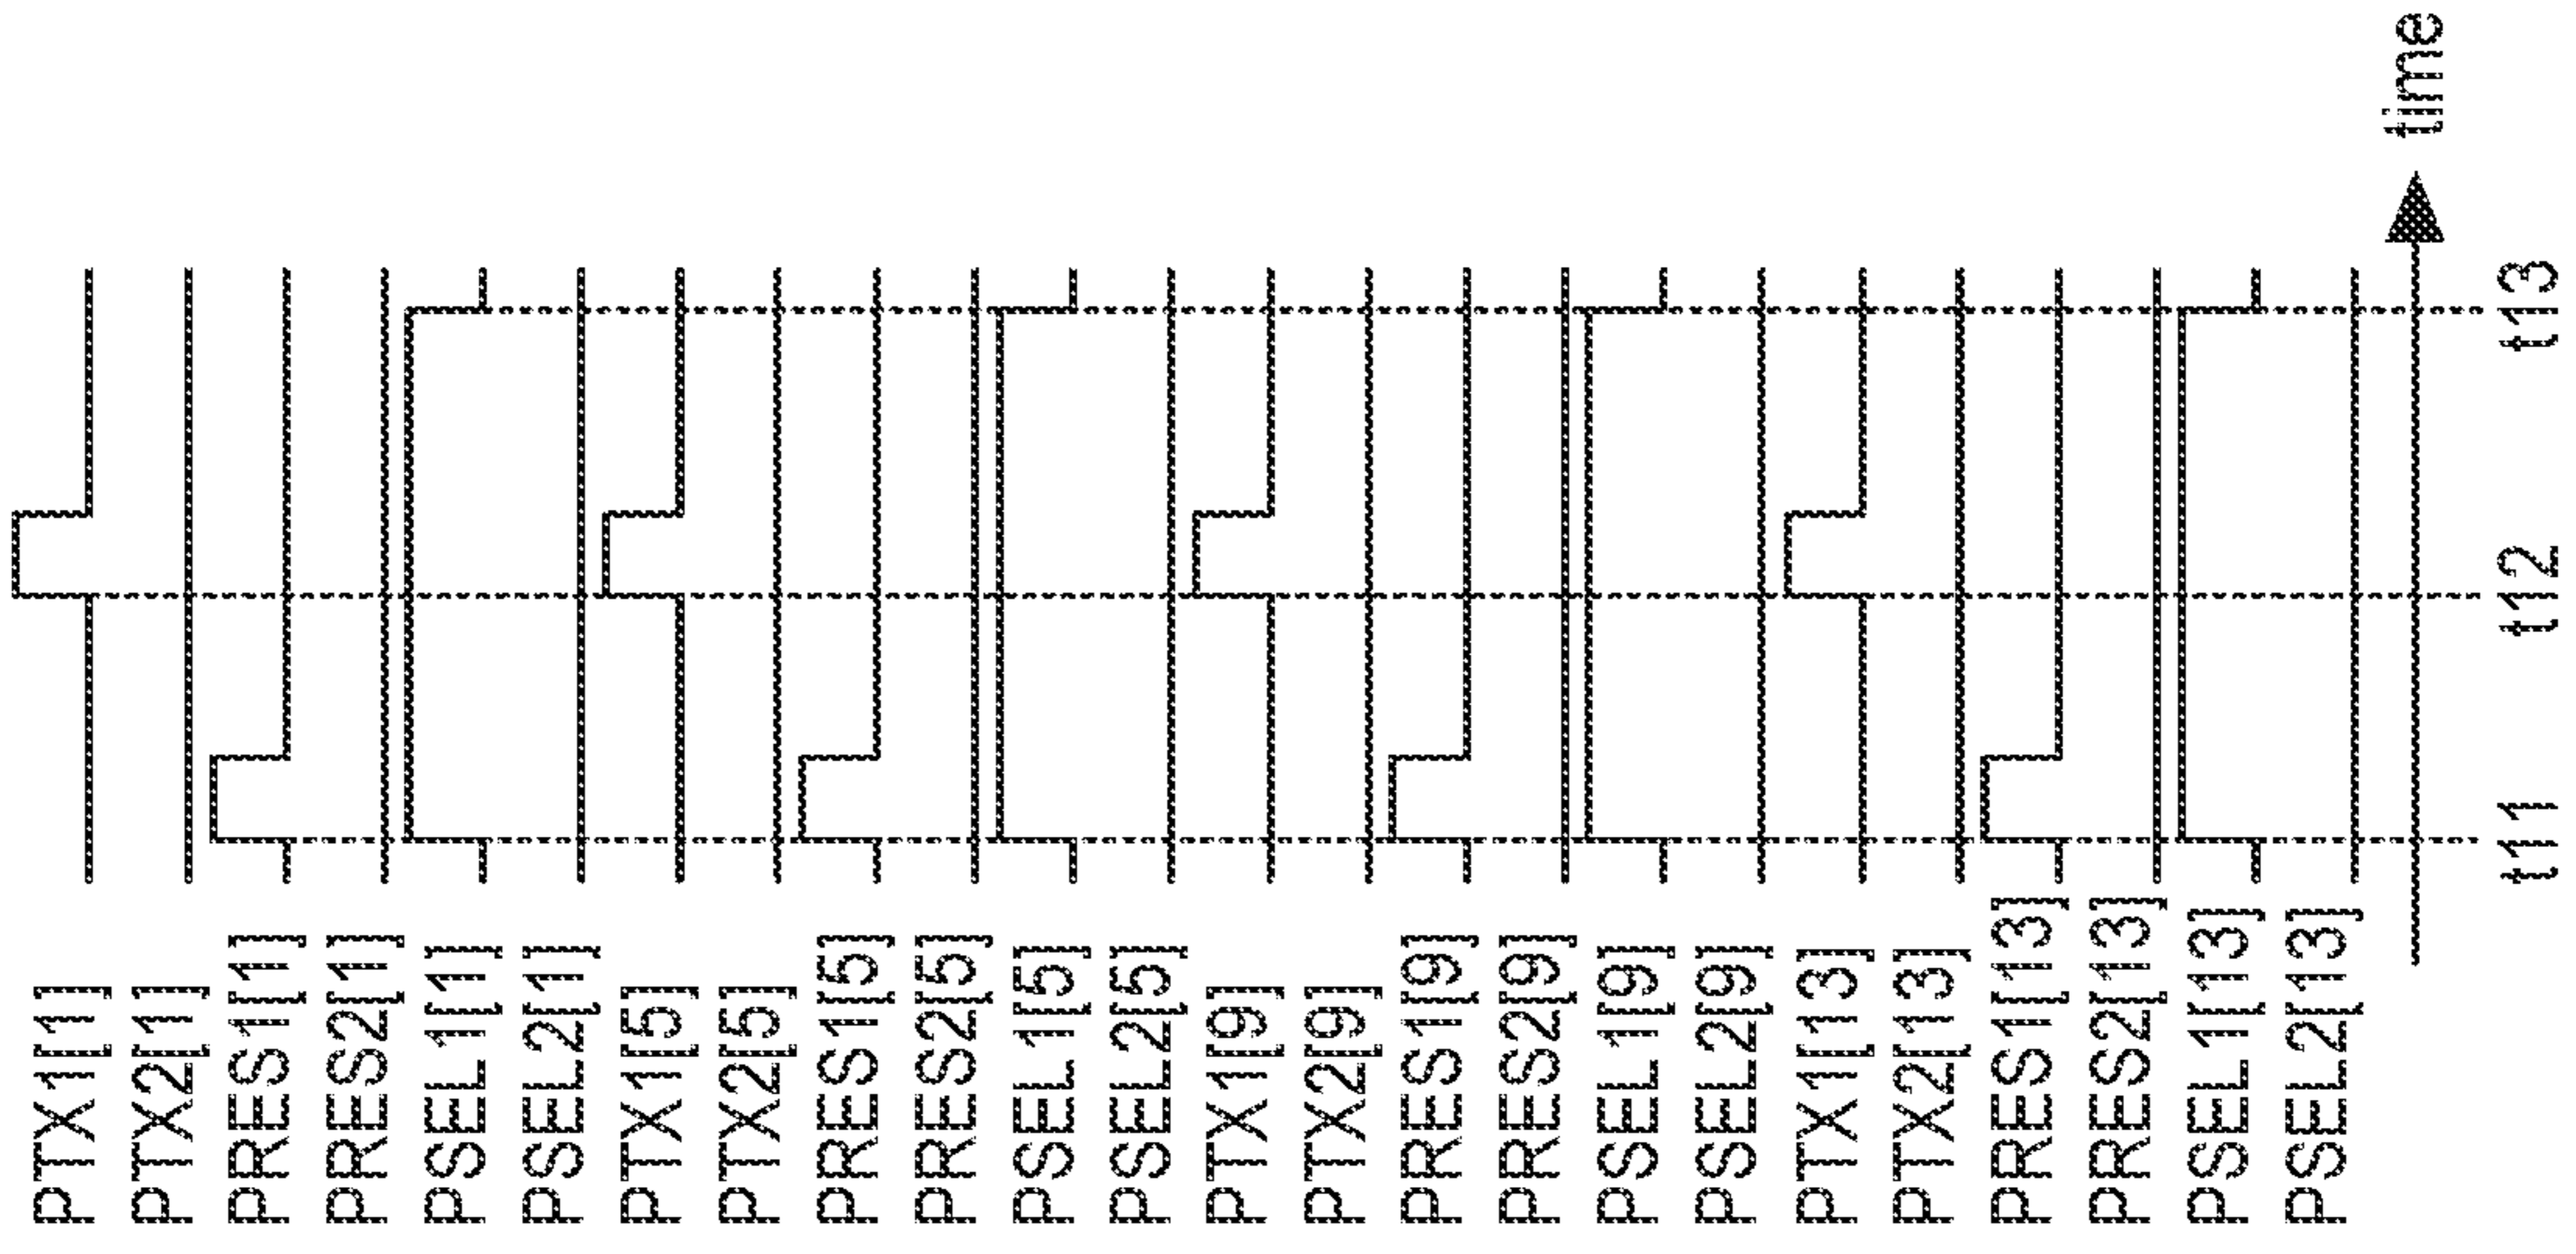 PTX1[1]
PTX2[1]
PRES1[1]
PRES2[1]
PSEL1[1]
PSEL2[1]
PTX1[5]
PTX2[5]
PRES1[5]
PRES2[5]
PSEL1[5]
PSEL2[5]
PTX1[9]
PTX2[9]
PRES1[9]
PRES2[9]
PSEL1[9]
PSEL2[9]
PTX1[13]
PTX2[13]
PRES1[13]
PRES2[13]
PSEL1[13]
PSEL2[13]
time
t11 t12 t13